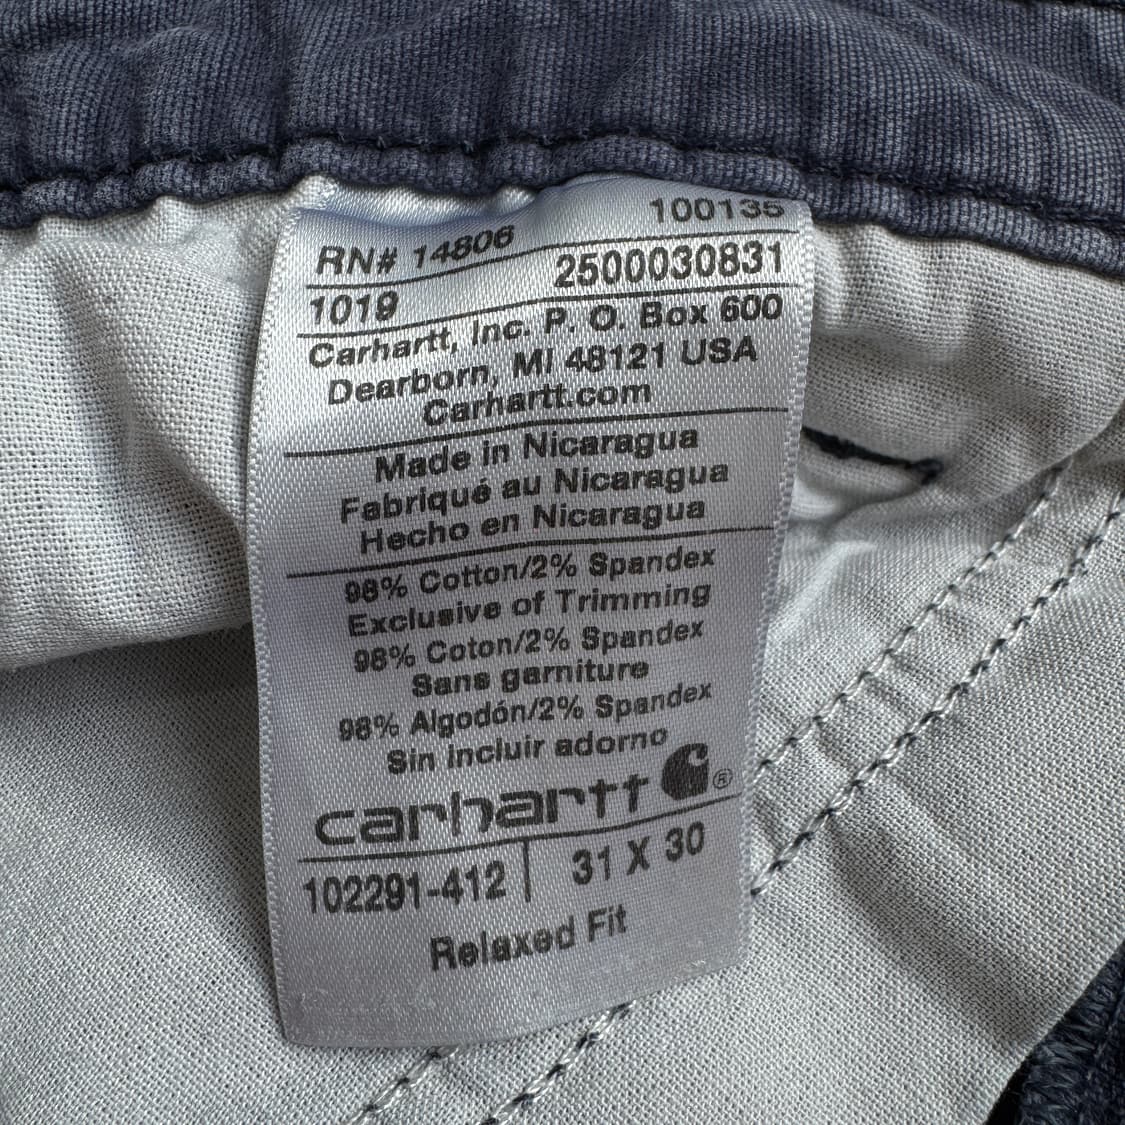 100135
RN# 14806
2500030831
1019
Carhartt, Inc. P. O. Box 600
Dearborn, MI 48121 USA
Carhartt.com
Made in Nicaragua
Fabriqué au Nicaragua
Hecho en Nicaragua
98% Cotton/2% Spandex
Exclusive of Trimming
98% Coton/2% Spandex
Sans garniture
98% Algodón/2% Spandex
Sin incluir adorno
carhartt ®
102291-412 | 31 X 30
Relaxed Fit